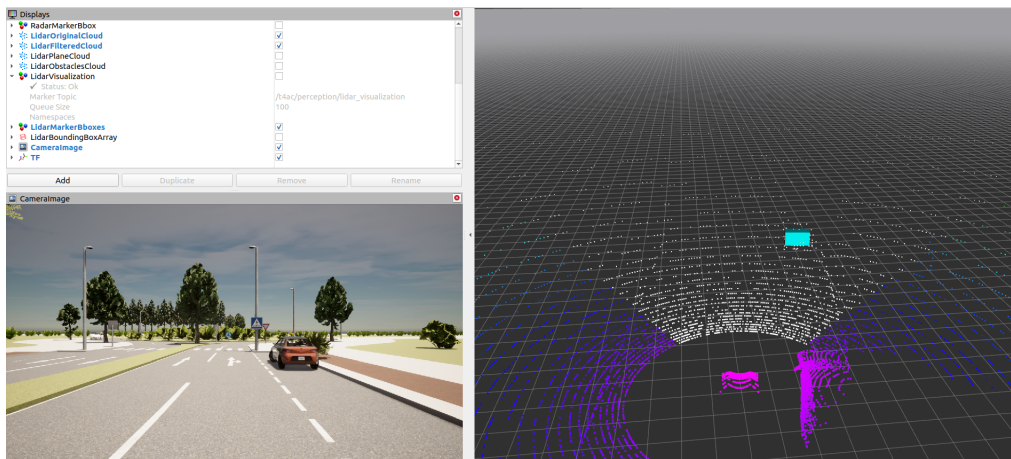 Displays
RadarMarkerBbox
LidarOriginalCloud
LidarFilteredCloud
LidarPlaneCloud
LidarObstaclesCloud
LidarVisualization
Status: Ok
Marker Topic /t4ac/perception/lidar_visualization
Queue Size 100
Namespaces
LidarMarkerBboxes
LidarBoundingBoxArray
CameraImage
TF
Add Duplicate Remove Rename
CameraImage